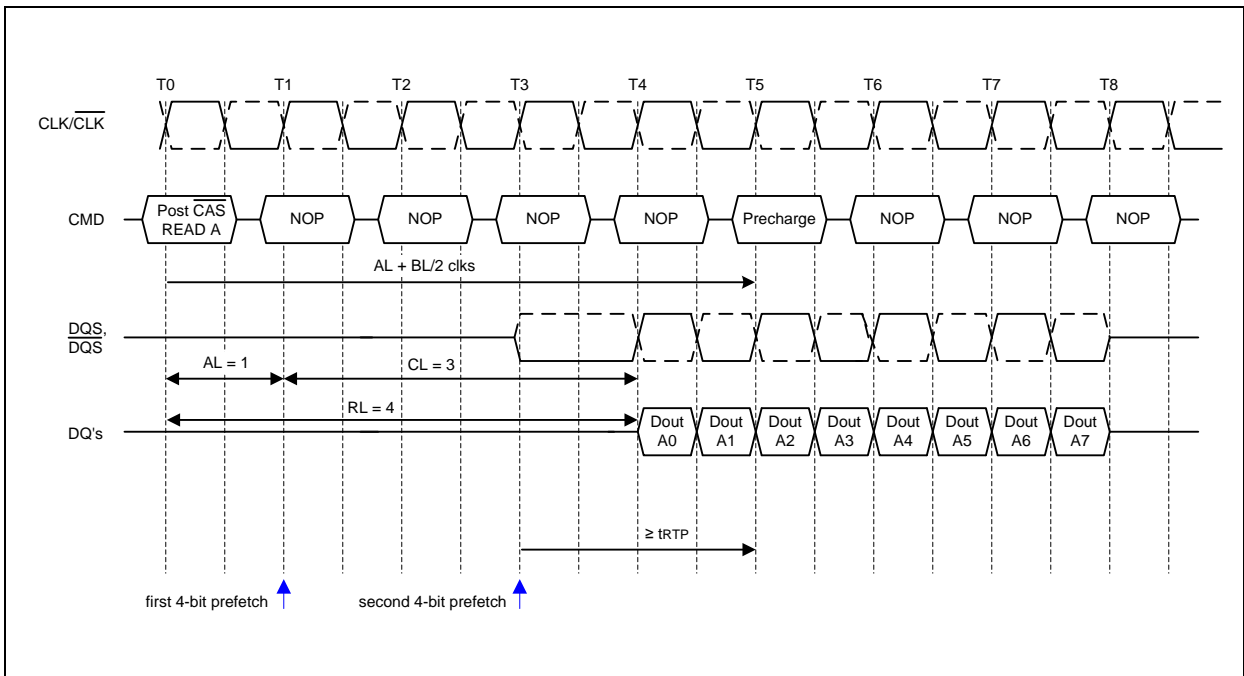 T0 T1 T2 T3 T4 T5 T6 T7 T8
CLK/CLK
CMD
Post CAS
READ A
NOP NOP NOP NOP Precharge NOP NOP NOP
AL + BL/2 clks
DQS,
DQS
AL = 1 CL = 3
RL = 4
DQ's
Dout Dout Dout Dout Dout Dout Dout Dout
A0 A1 A2 A3 A4 A5 A6 A7
≥ tRTP
first 4-bit prefetch second 4-bit prefetch